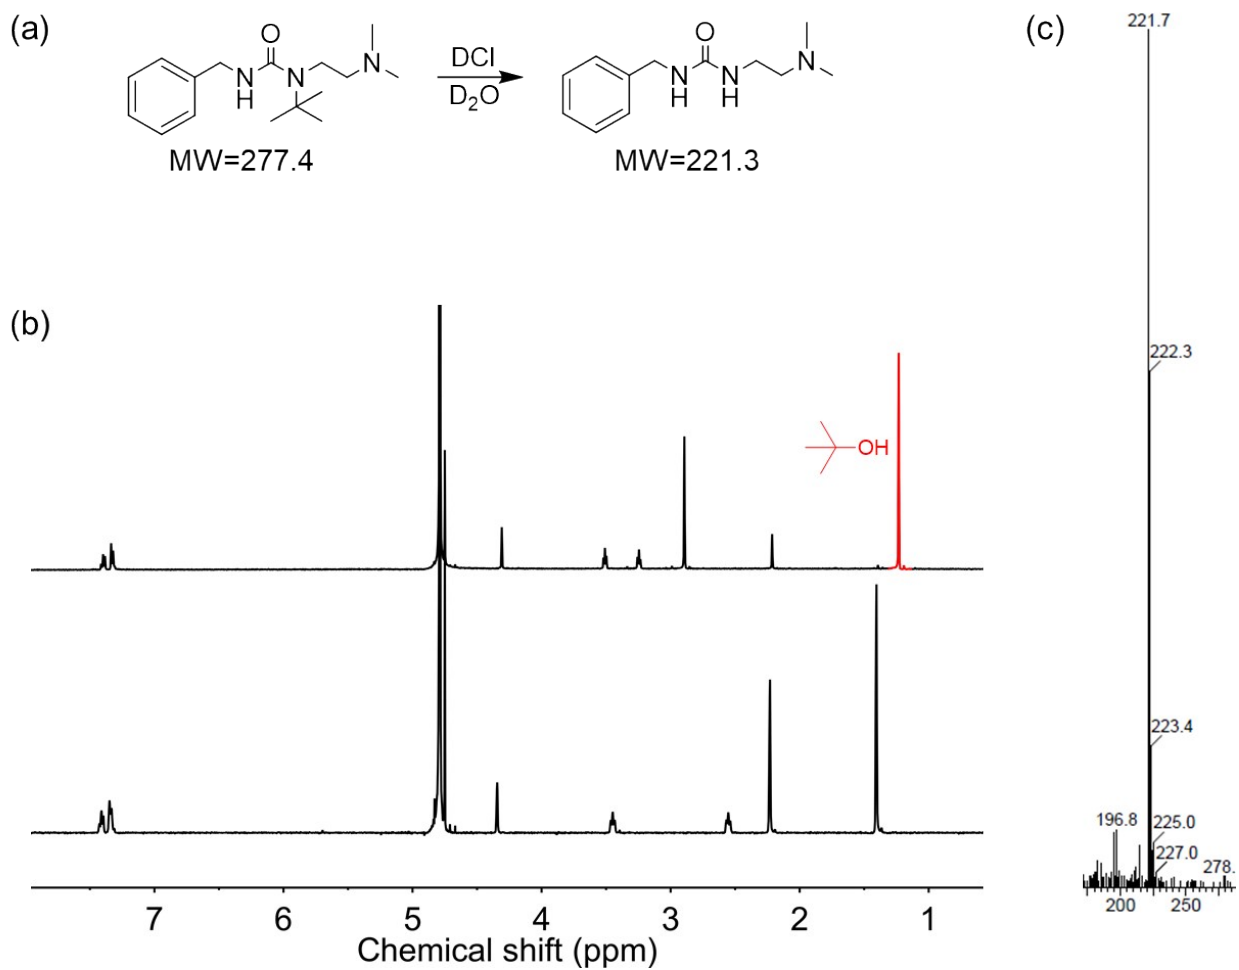 (a)
O
N
H
N
N
MW=277.4
DCl
D₂O
O
N
H
N
H
N
MW=221.3
(b)
OH
7 6 5 4 3 2 1
Chemical shift (ppm)
(c)
221.7
222.3
223.4
196.8
225.0
227.0
278.
200 250